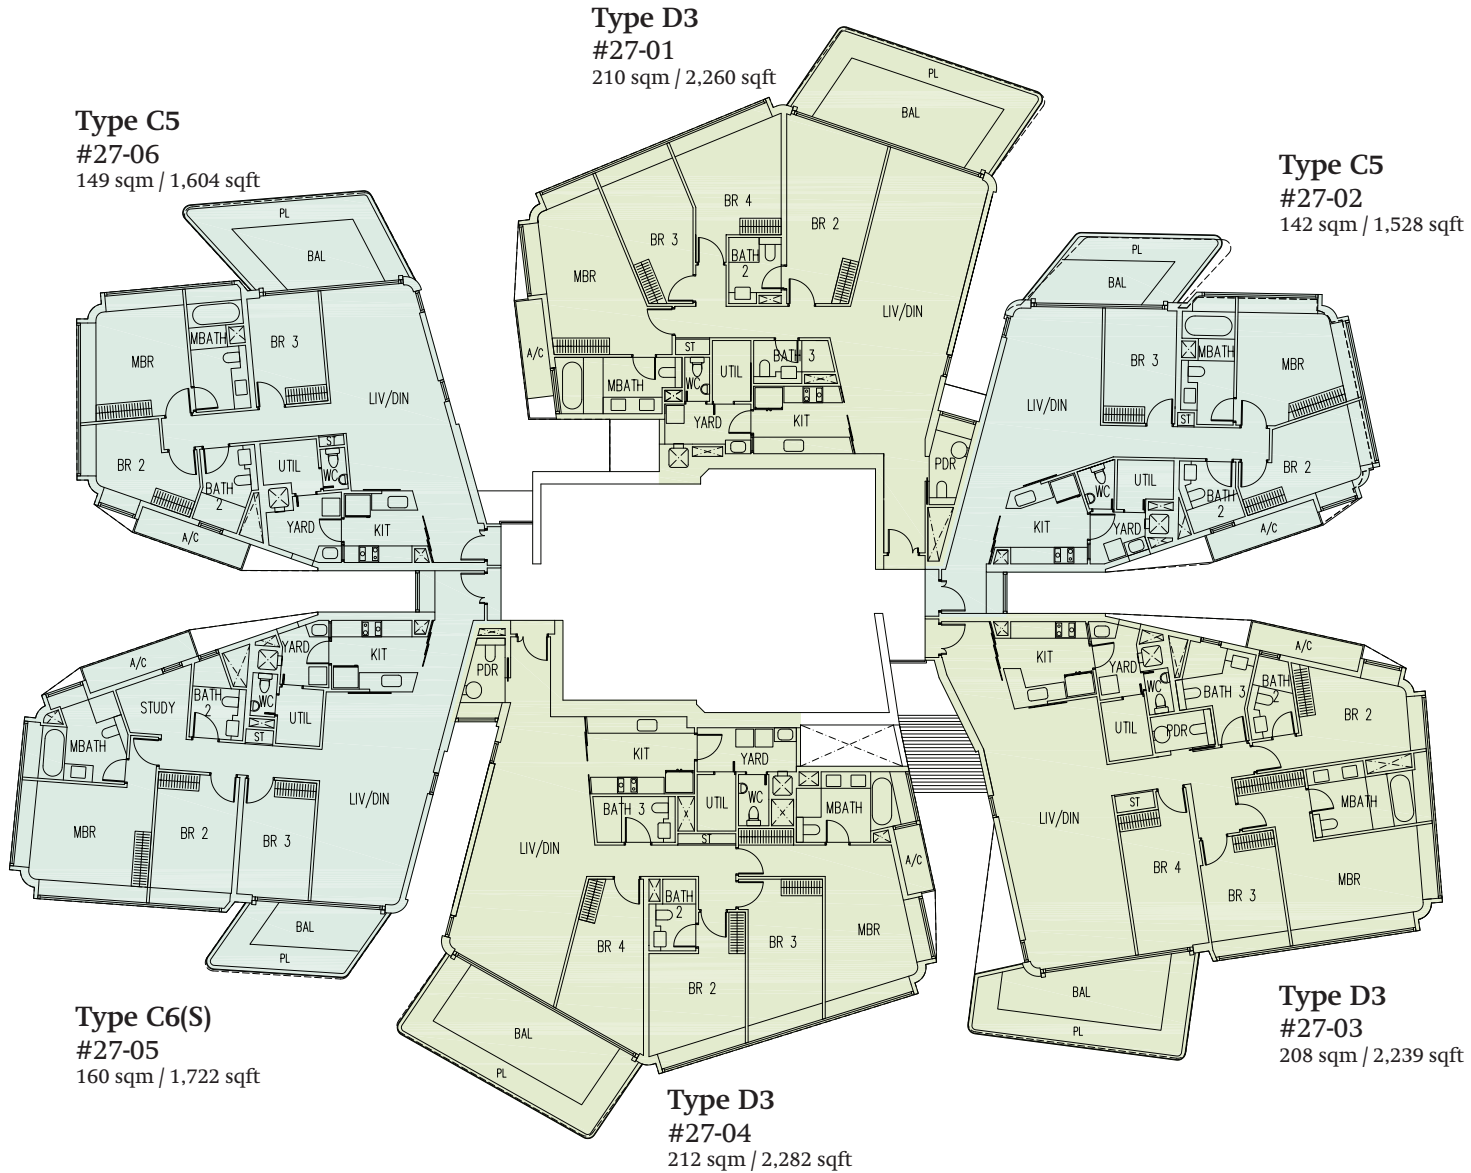 Type D3
#27-01
210 sqm / 2,260 sqft
Type C5
#27-06
149 sqm / 1,604 sqft
Type C5
#27-02
142 sqm / 1,528 sqft
PL
BAL
BR 4
BR 2
BR 3
MBR
BATH
2
LIV/DIN
A/C
ST
BATH 3
MBATH
WC
UTIL
YARD
KIT
PDR
PL
BAL
MBATH
BR 3
MBR
LIV/DIN
BR 2
ST
UTIL
WC
BATH
2
YARD
KIT
A/C
PL
BAL
BR 3
MBATH
MBR
LIV/DIN
ST
BR 2
WC
UTIL
BATH
2
KIT
YARD
A/C
A/C
YARD
KIT
STUDY
BATH
2
WC
UTIL
ST
MBATH
LIV/DIN
MBR
BR 2
BR 3
BAL
PL
PDR
KIT
YARD
UTIL
WC
MBATH
BATH 3
ST
LIV/DIN
A/C
BATH
2
BR 4
BR 3
MBR
BR 2
BAL
PL
A/C
KIT
YARD
WC
BATH 3
BATH
2
BR 2
UTIL
PDR
ST
LIV/DIN
MBATH
BR 4
BR 3
MBR
BAL
PL
Type C6(S)
#27-05
160 sqm / 1,722 sqft
Type D3
#27-03
208 sqm / 2,239 sqft
Type D3
#27-04
212 sqm / 2,282 sqft